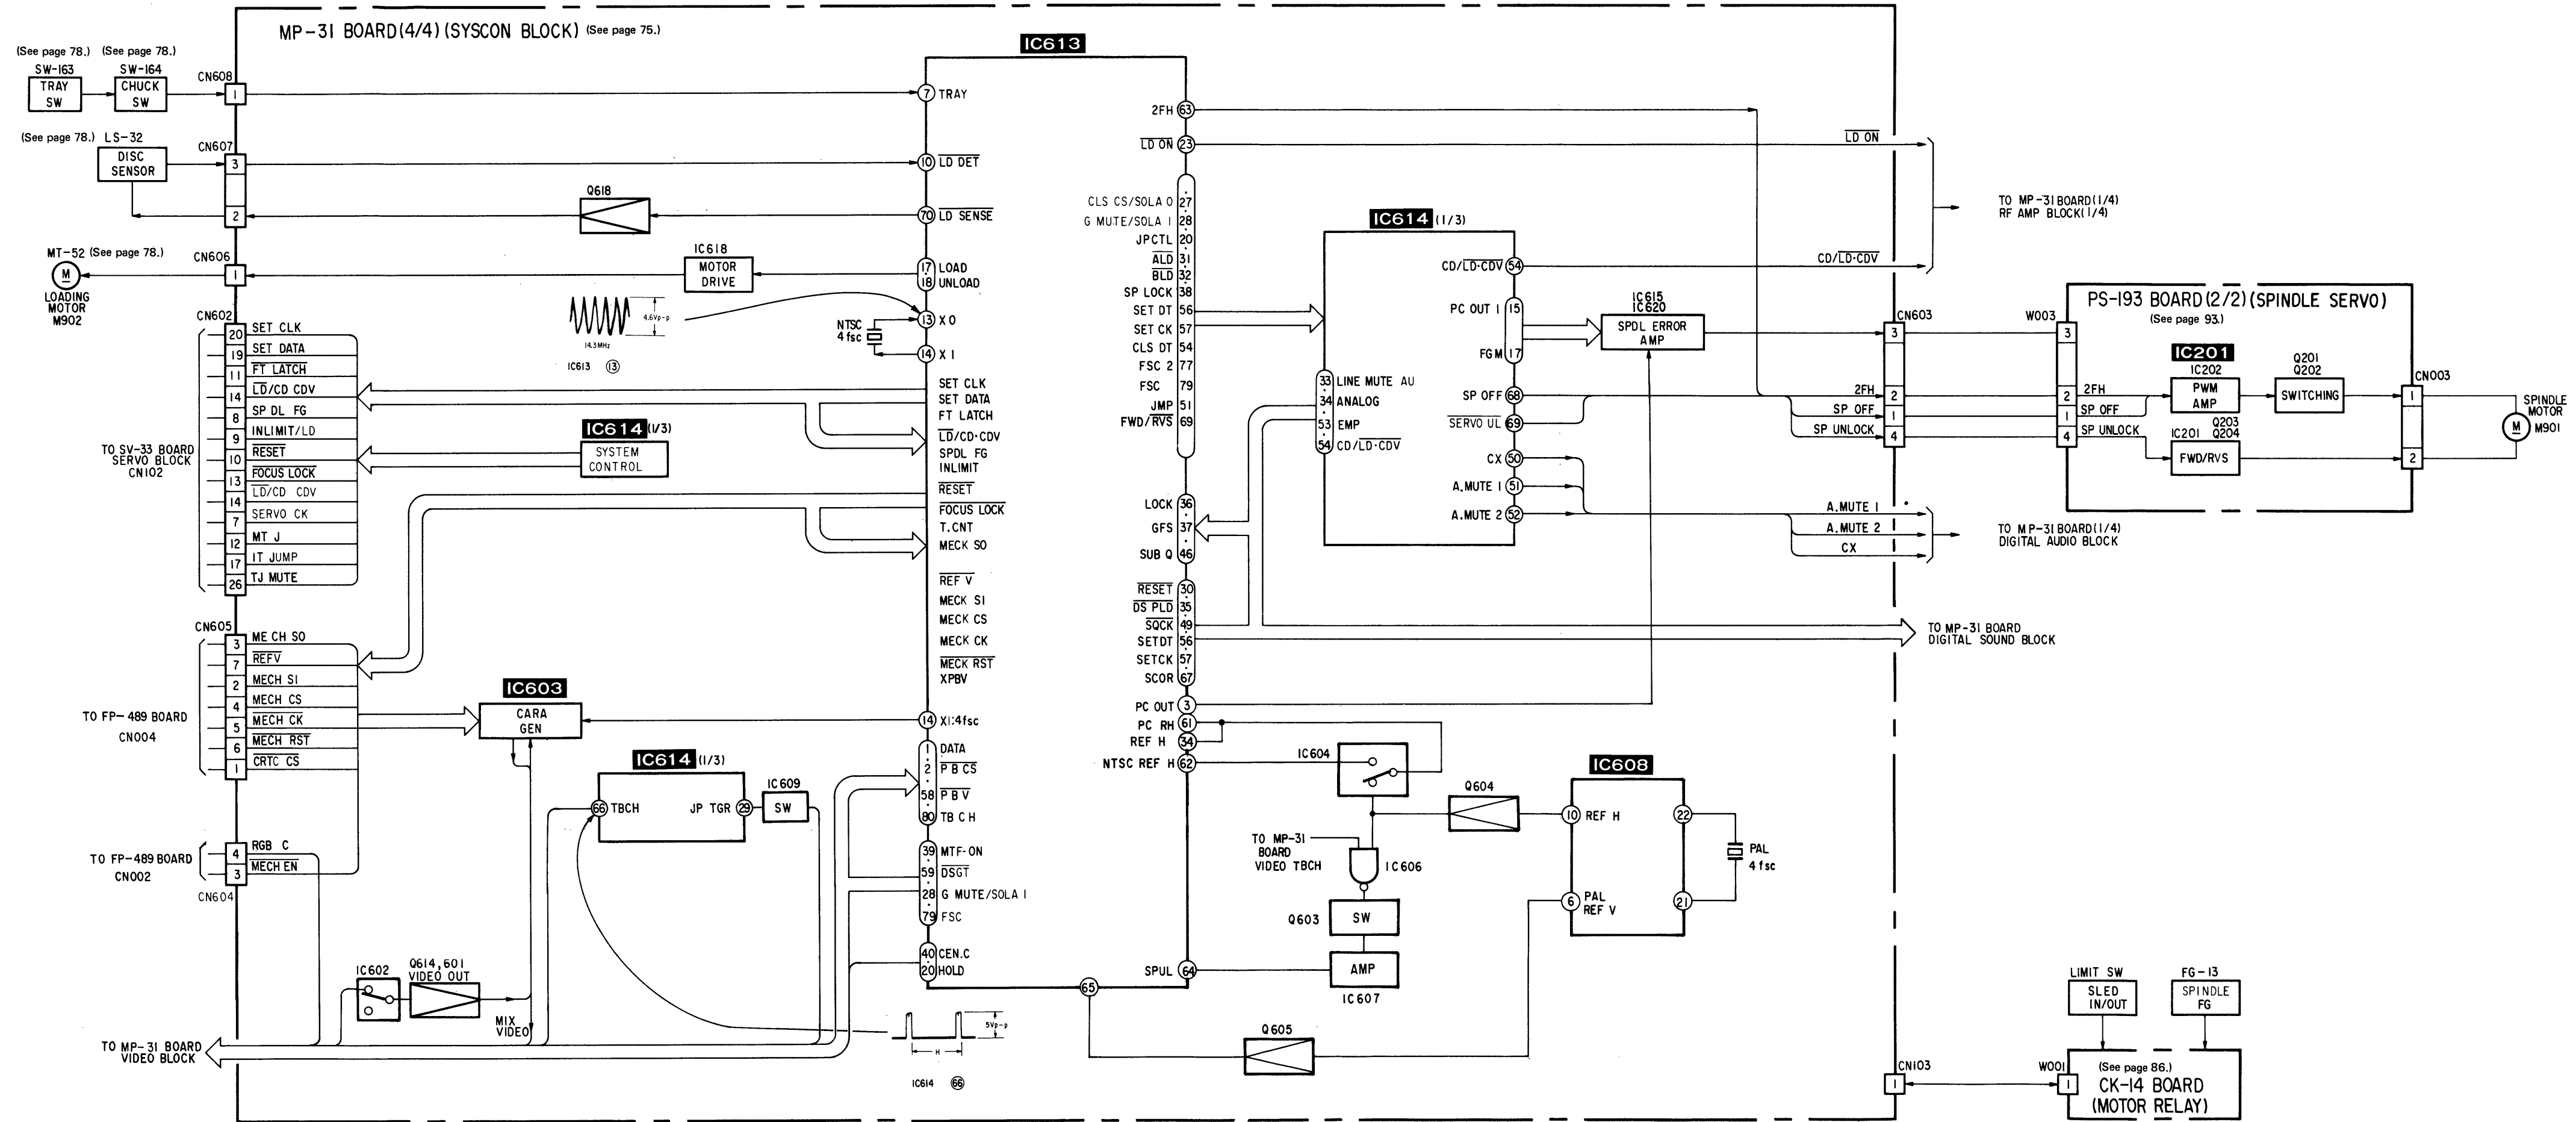 MP-31 BOARD(4/4)(SYSCON BLOCK) (See page 75.)
(See page 78.) (See page 78.)
SW-163 SW-164
TRAY SW
CHUCK SW
CN608
1
(See page 78.) LS-32
DISC SENSOR
CN607
3
2
Q618
MT-52 (See page 78.)
M
LOADING MOTOR M902
CN606
1
IC618
MOTOR DRIVE
4.6Vp-p
14.3MHz
IC613 ⑬
NTSC 4fsc
CN602
20 SET CLK
19 SET DATA
11 FT LATCH
14 LD/CD CDV
8 SP DL FG
9 INLIMIT/LD
10 RESET
13 FOCUS LOCK
14 LD/CD CDV
7 SERVO CK
12 MT J
17 IT JUMP
26 TJ MUTE
TO SV-33 BOARD
SERVO BLOCK
CN102
IC614 (1/3)
SYSTEM CONTROL
CN605
3 ME CH SO
7 REFV
2 MECH SI
4 MECH CS
5 MECH CK
6 MECH RST
1 CRTC CS
TO FP-489 BOARD
CN004
4 RGB C
3 MECH EN
TO FP-489 BOARD
CN002
CN604
IC603
CARA GEN
IC614 (1/3)
66 TBCH
JP TGR 29
IC609
SW
IC602
Q614,601
VIDEO OUT
MIX VIDEO
TO MP-31 BOARD
VIDEO BLOCK
5Vp-p
H
IC614 66
IC613
7 TRAY
10 LD DET
70 LD SENSE
17 LOAD
18 UNLOAD
13 X0
14 X1
SET CLK
SET DATA
FT LATCH
LD/CD·CDV
SPDL FG
INLIMIT
RESET
FOCUS LOCK
T.CNT
MECK SO
REF V
MECK SI
MECK CS
MECK CK
MECK RST
XPBV
14 X1:4fsc
1 DATA
2 PBCS
58 PBV
80 TB CH
39 MTF-ON
59 DSGT
28 G MUTE/SOLA I
79 FSC
40 CEN.C
20 HOLD
65
2FH 63
LD ON 23
CLS CS/SOLA O 27
G MUTE/SOLA I 28
JPCTL 20
ALD 31
BLD 32
SP LOCK 38
SET DT 56
SET CK 57
CLS DT 54
FSC 2 77
FSC 79
JMP 51
FWD/RVS 69
LOCK 36
GFS 37
SUB Q 46
RESET 30
DS PLD 35
SQCK 49
SETDT 56
SETCK 57
SCOR 67
PC OUT 3
PC RH 61
REF H 34
NTSC REF H 62
SPUL 64
IC614 (1/3)
CD/LD·CDV 54
PC OUT 1 15
FGM 17
33 LINE MUTE AU
34 ANALOG
53 EMP
54 CD/LD·CDV
SP OFF 68
SERVO UL 69
CX 50
A.MUTE 1 51
A.MUTE 2 52
IC615
IC620
SPDL ERROR AMP
IC604
Q604
TO MP-31
BOARD
VIDEO TBCH
IC606
Q603
SW
AMP
IC607
Q605
IC608
10 REF H
6 PAL REF V
22
21
PAL 4fsc
LD ON
CD/LD·CDV
TO MP-31BOARD(1/4)
RF AMP BLOCK(1/4)
CN603
3
2FH 2
SP OFF 1
SP UNLOCK 4
A.MUTE 1
A.MUTE 2
CX
TO MP-31BOARD(1/4)
DIGITAL AUDIO BLOCK
TO MP-31 BOARD
DIGITAL SOUND BLOCK
W003
3
2 2FH
1 SP OFF
4 SP UNLOCK
PS-193 BOARD(2/2)(SPINDLE SERVO)
(See page 93.)
IC201
IC202
PWM AMP
Q201
Q202
SWITCHING
IC201
Q203
Q204
FWD/RVS
CN003
1
2
SPINDLE MOTOR
M
M901
LIMIT SW
SLED IN/OUT
FG-13
SPINDLE FG
CN103
1
W001
1
(See page 86.)
CK-14 BOARD
(MOTOR RELAY)